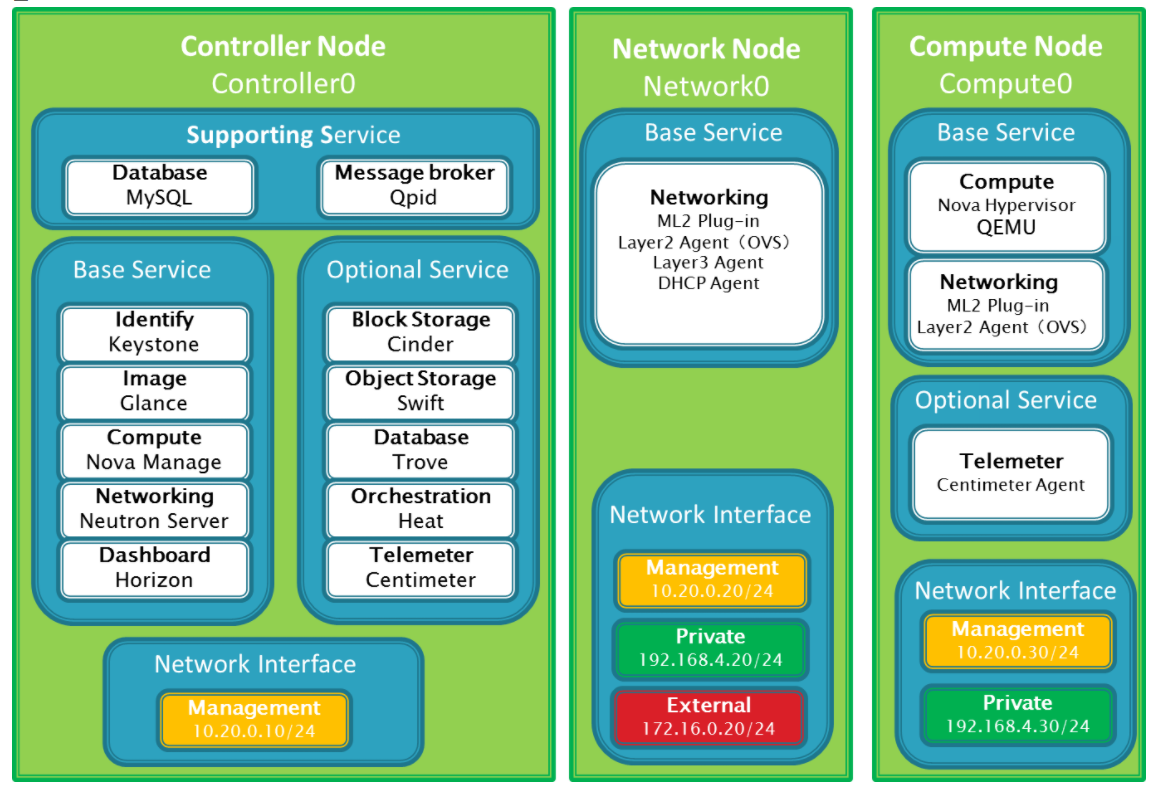 Controller Node
Controller0
Supporting Service
Database
MySQL
Message broker
Qpid
Base Service
Identify
Keystone
Image
Glance
Compute
Nova Manage
Networking
Neutron Server
Dashboard
Horizon
Optional Service
Block Storage
Cinder
Object Storage
Swift
Database
Trove
Orchestration
Heat
Telemeter
Centimeter
Network Interface
Management
10.20.0.10/24
Network Node
Network0
Base Service
Networking
ML2 Plug-in
Layer2 Agent（OVS）
Layer3 Agent
DHCP Agent
Network Interface
Management
10.20.0.20/24
Private
192.168.4.20/24
External
172.16.0.20/24
Compute Node
Compute0
Base Service
Compute
Nova Hypervisor
QEMU
Networking
ML2 Plug-in
Layer2 Agent（OVS）
Optional Service
Telemeter
Centimeter Agent
Network Interface
Management
10.20.0.30/24
Private
192.168.4.30/24